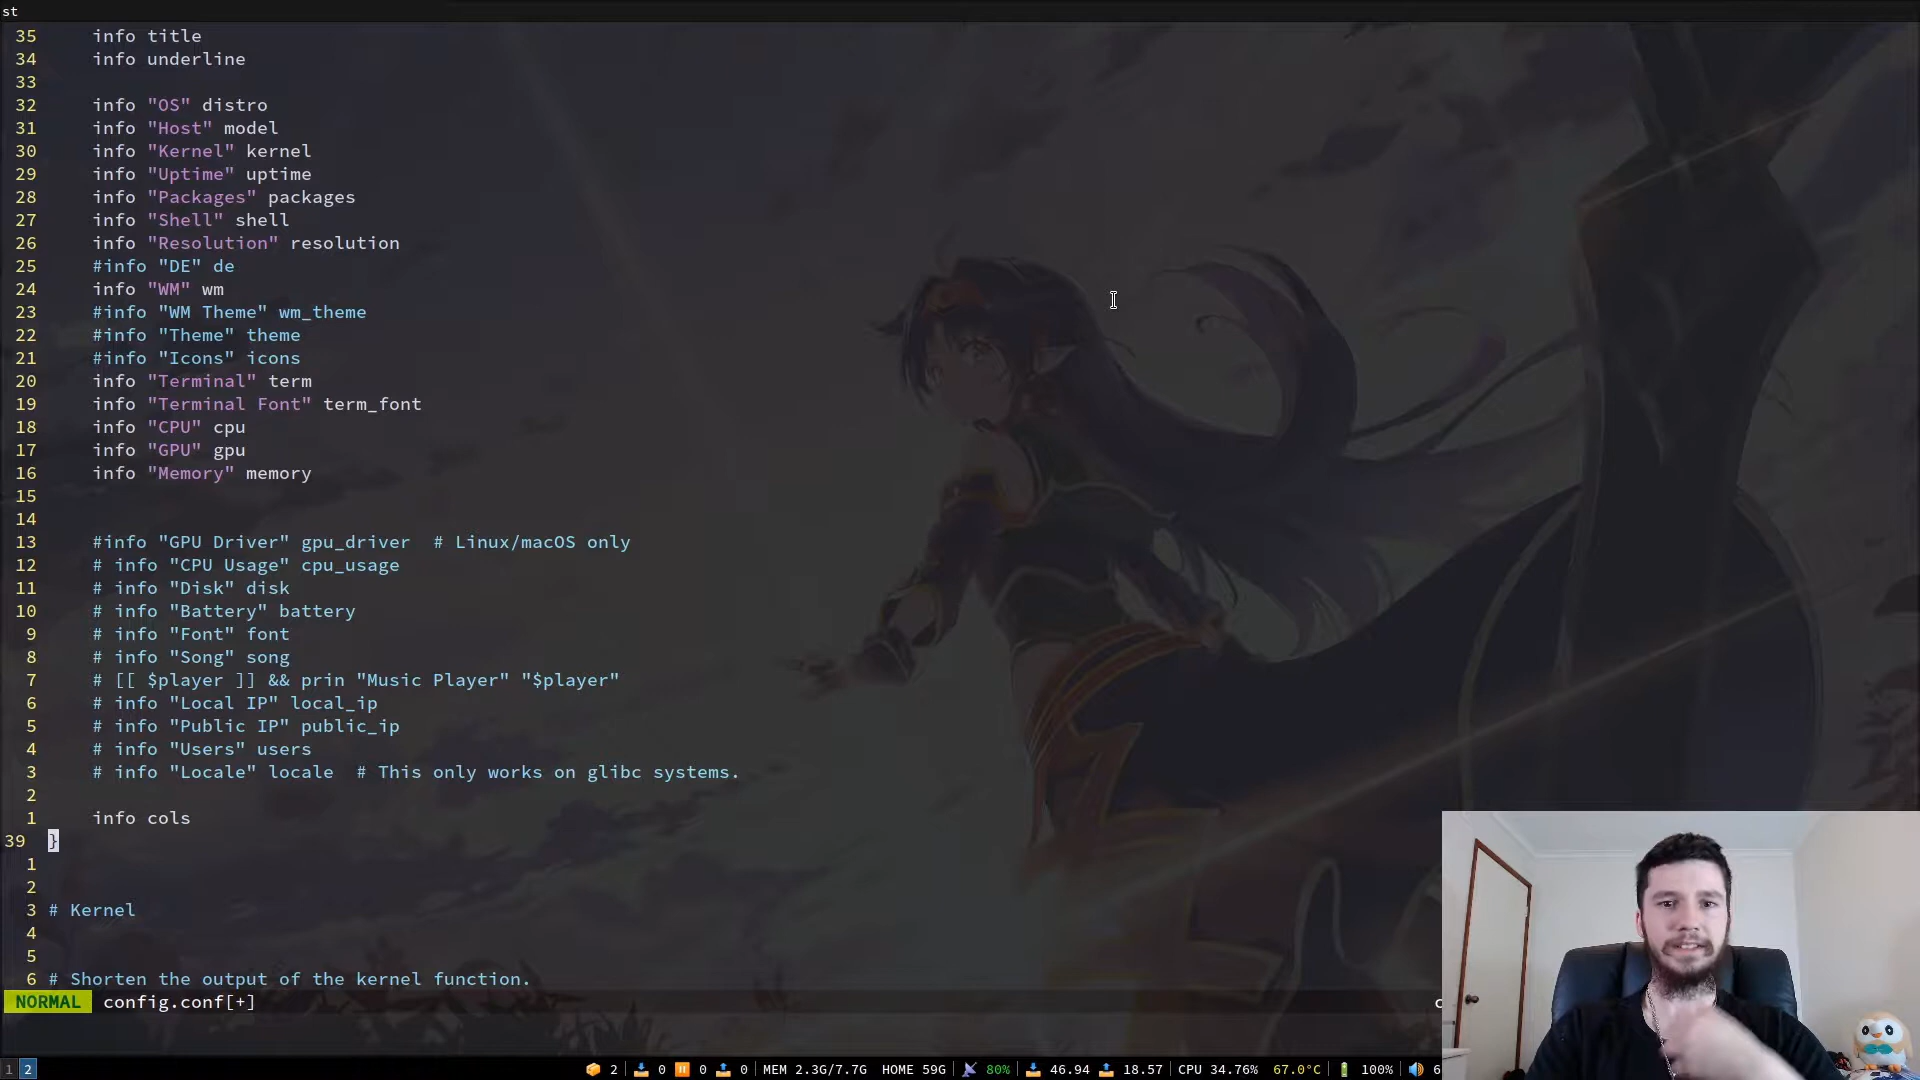 st
35 info title
34 info underline
33
32 info "OS" distro
31 info "Host" model
30 info "Kernel" kernel
29 info "Uptime" uptime
28 info "Packages" packages
27 info "Shell" shell
26 info "Resolution" resolution
25 #info "DE" de
24 info "WM" wm
23 #info "WM Theme" wm_theme
22 #info "Theme" theme
21 #info "Icons" icons
20 info "Terminal" term
19 info "Terminal Font" term_font
18 info "CPU" cpu
17 info "GPU" gpu
16 info "Memory" memory
15
14
13 #info "GPU Driver" gpu_driver  # Linux/macOS only
12 # info "CPU Usage" cpu_usage
11 # info "Disk" disk
10 # info "Battery" battery
9 # info "Font" font
8 # info "Song" song
7 # [[ $player ]] && prin "Music Player" "$player"
6 # info "Local IP" local_ip
5 # info "Public IP" public_ip
4 # info "Users" users
3 # info "Locale" locale  # This only works on glibc systems.
2
1 info cols
39 }
1
2
3 # Kernel
4
5
6 # Shorten the output of the kernel function.
NORMAL config.conf[+] c
1 2 2 0 0 0 MEM 2.3G/7.7G HOME 59G 80% 46.94 18.57 CPU 34.76% 67.0°C 100% 6